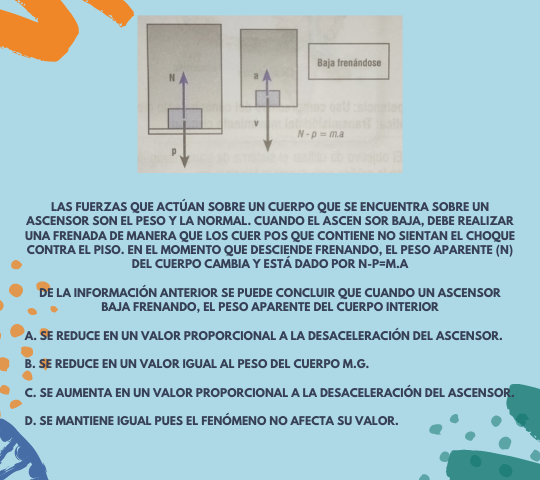 N
p
a
v
Baja frenándose
N - p = m.a
LAS FUERZAS QUE ACTÚAN SOBRE UN CUERPO QUE SE ENCUENTRA SOBRE UN
ASCENSOR SON EL PESO Y LA NORMAL. CUANDO EL ASCEN SOR BAJA, DEBE REALIZAR
UNA FRENADA DE MANERA QUE LOS CUER POS QUE CONTIENE NO SIENTAN EL CHOQUE
CONTRA EL PISO. EN EL MOMENTO QUE DESCIENDE FRENANDO, EL PESO APARENTE (N)
DEL CUERPO CAMBIA Y ESTÁ DADO POR N-P=M.A
DE LA INFORMACIÓN ANTERIOR SE PUEDE CONCLUIR QUE CUANDO UN ASCENSOR
BAJA FRENANDO, EL PESO APARENTE DEL CUERPO INTERIOR
A. SE REDUCE EN UN VALOR PROPORCIONAL A LA DESACELERACIÓN DEL ASCENSOR.
B. SE REDUCE EN UN VALOR IGUAL AL PESO DEL CUERPO M.G.
C. SE AUMENTA EN UN VALOR PROPORCIONAL A LA DESACELERACIÓN DEL ASCENSOR.
D. SE MANTIENE IGUAL PUES EL FENÓMENO NO AFECTA SU VALOR.